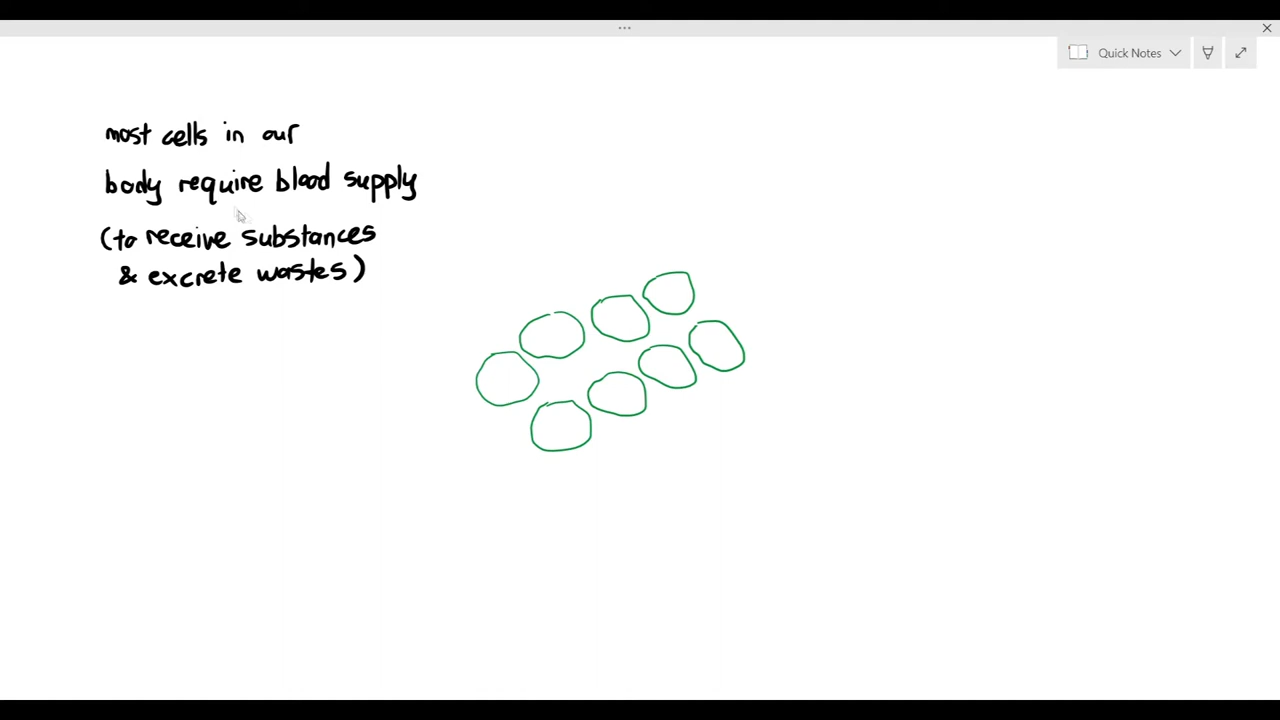 Quick Notes
most cells in our
body require blood supply
(to receive substances
& excrete wastes)